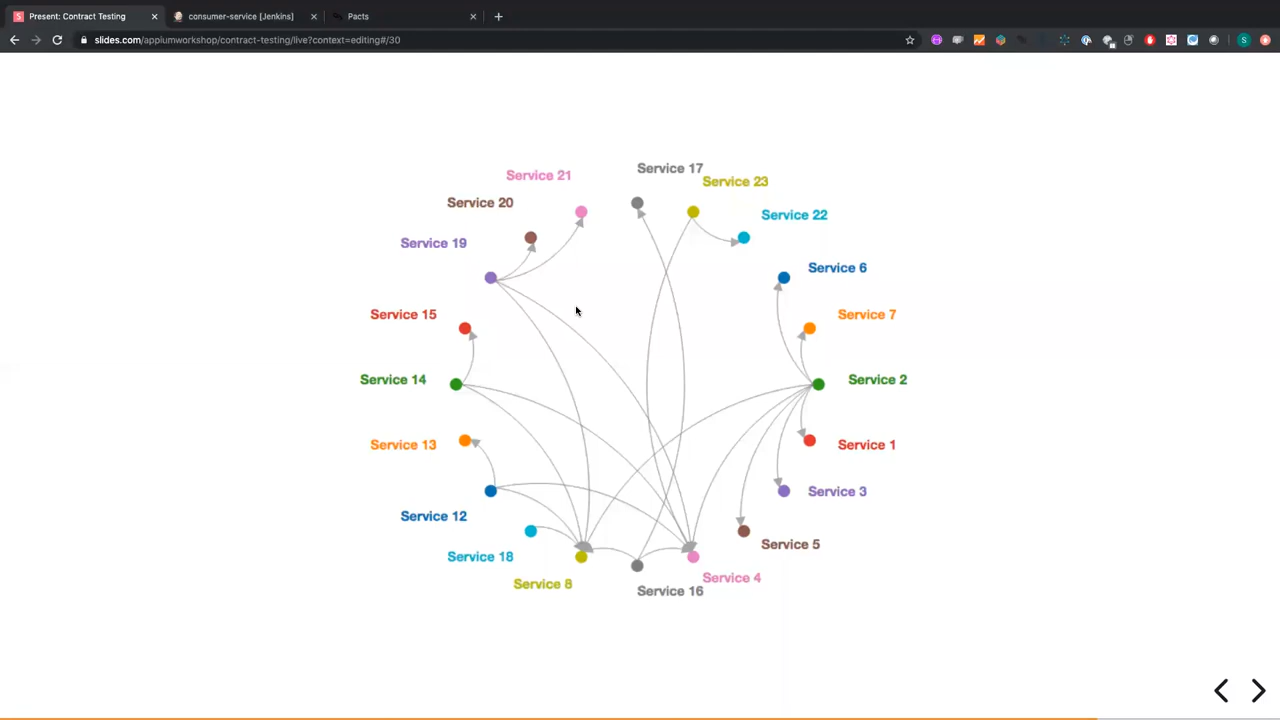 Present: Contract Testing
consumer-service [Jenkins]
Pacts
slides.com/appiumworkshop/contract-testing/live?context=editing#/30
S
Service 17
Service 21
Service 23
Service 20
Service 22
Service 19
Service 6
Service 15
Service 7
Service 14
Service 2
Service 13
Service 1
Service 3
Service 12
Service 5
Service 18
Service 4
Service 8
Service 16